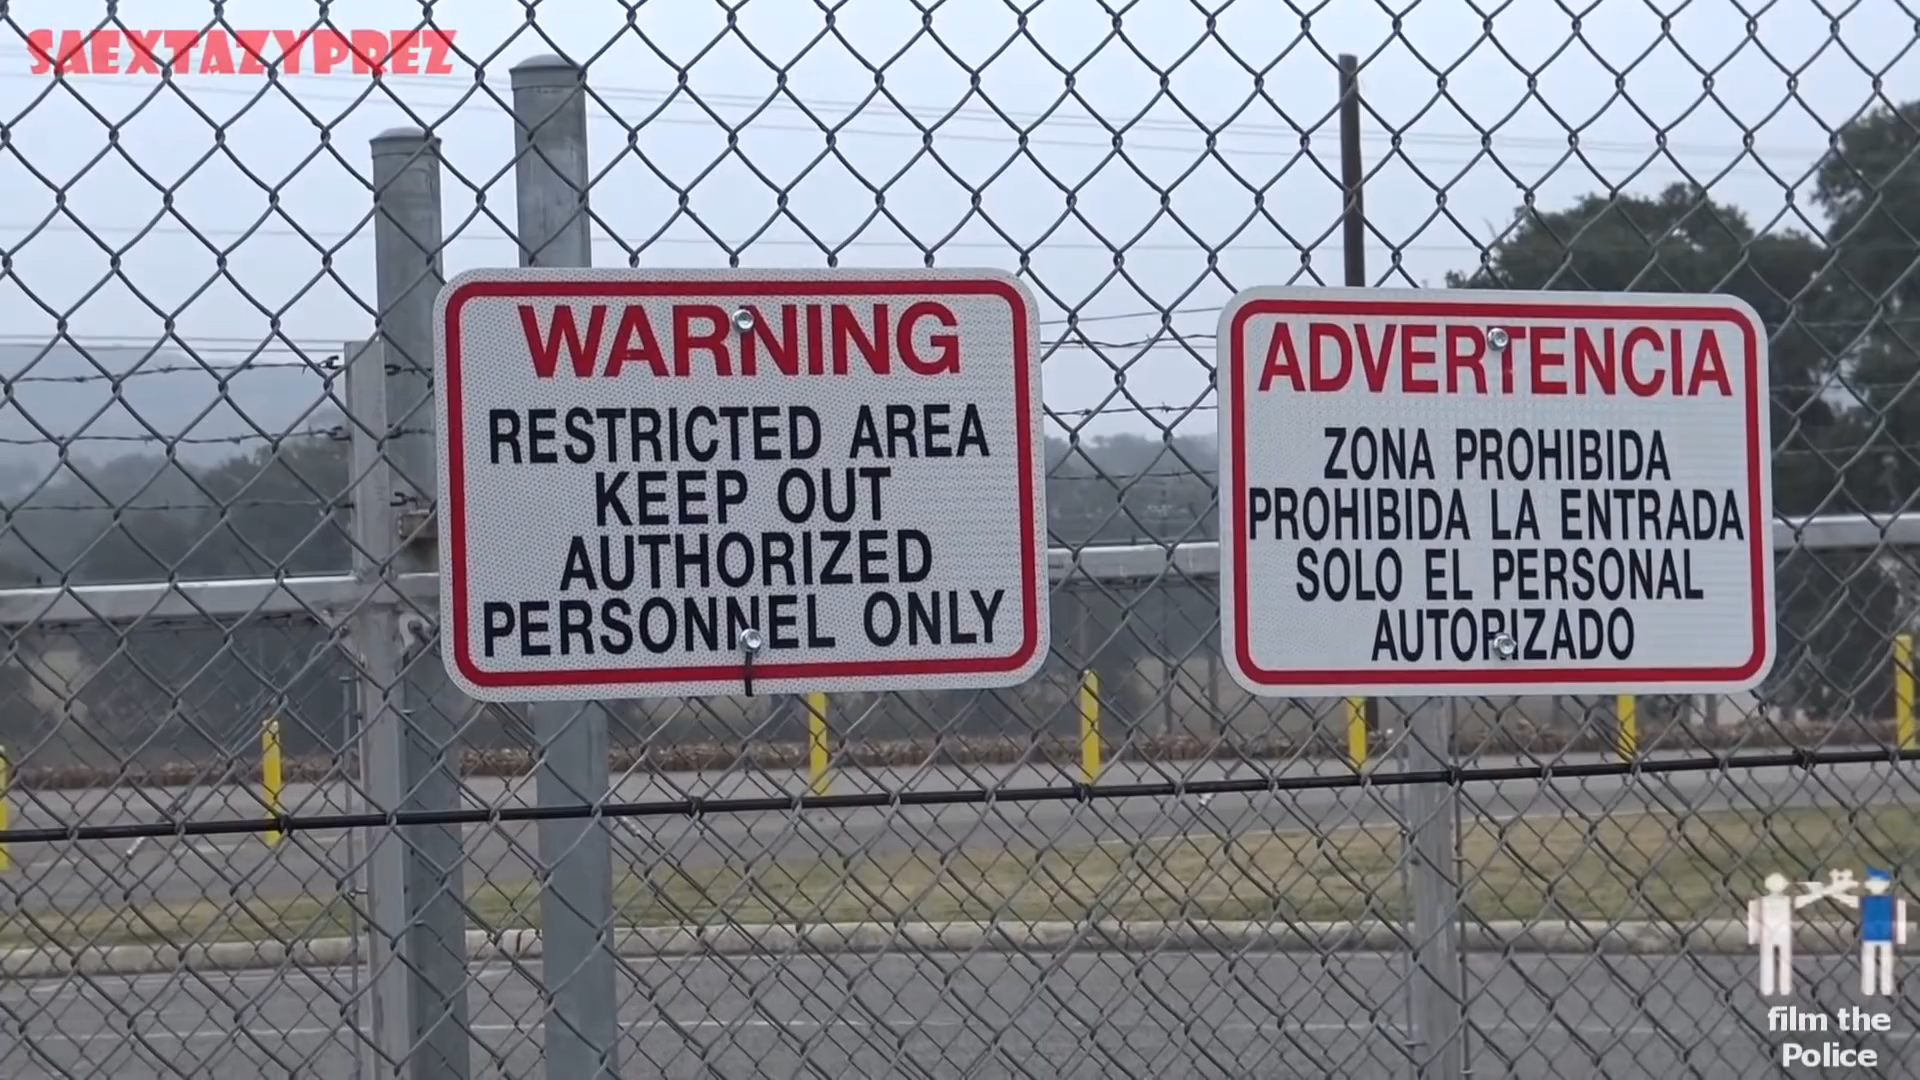 SAEXTAZYPREZ
WARNING
RESTRICTED AREA
KEEP OUT
AUTHORIZED
PERSONNEL ONLY
ADVERTENCIA
ZONA PROHIBIDA
PROHIBIDA LA ENTRADA
SOLO EL PERSONAL
AUTORIZADO
film the
Police